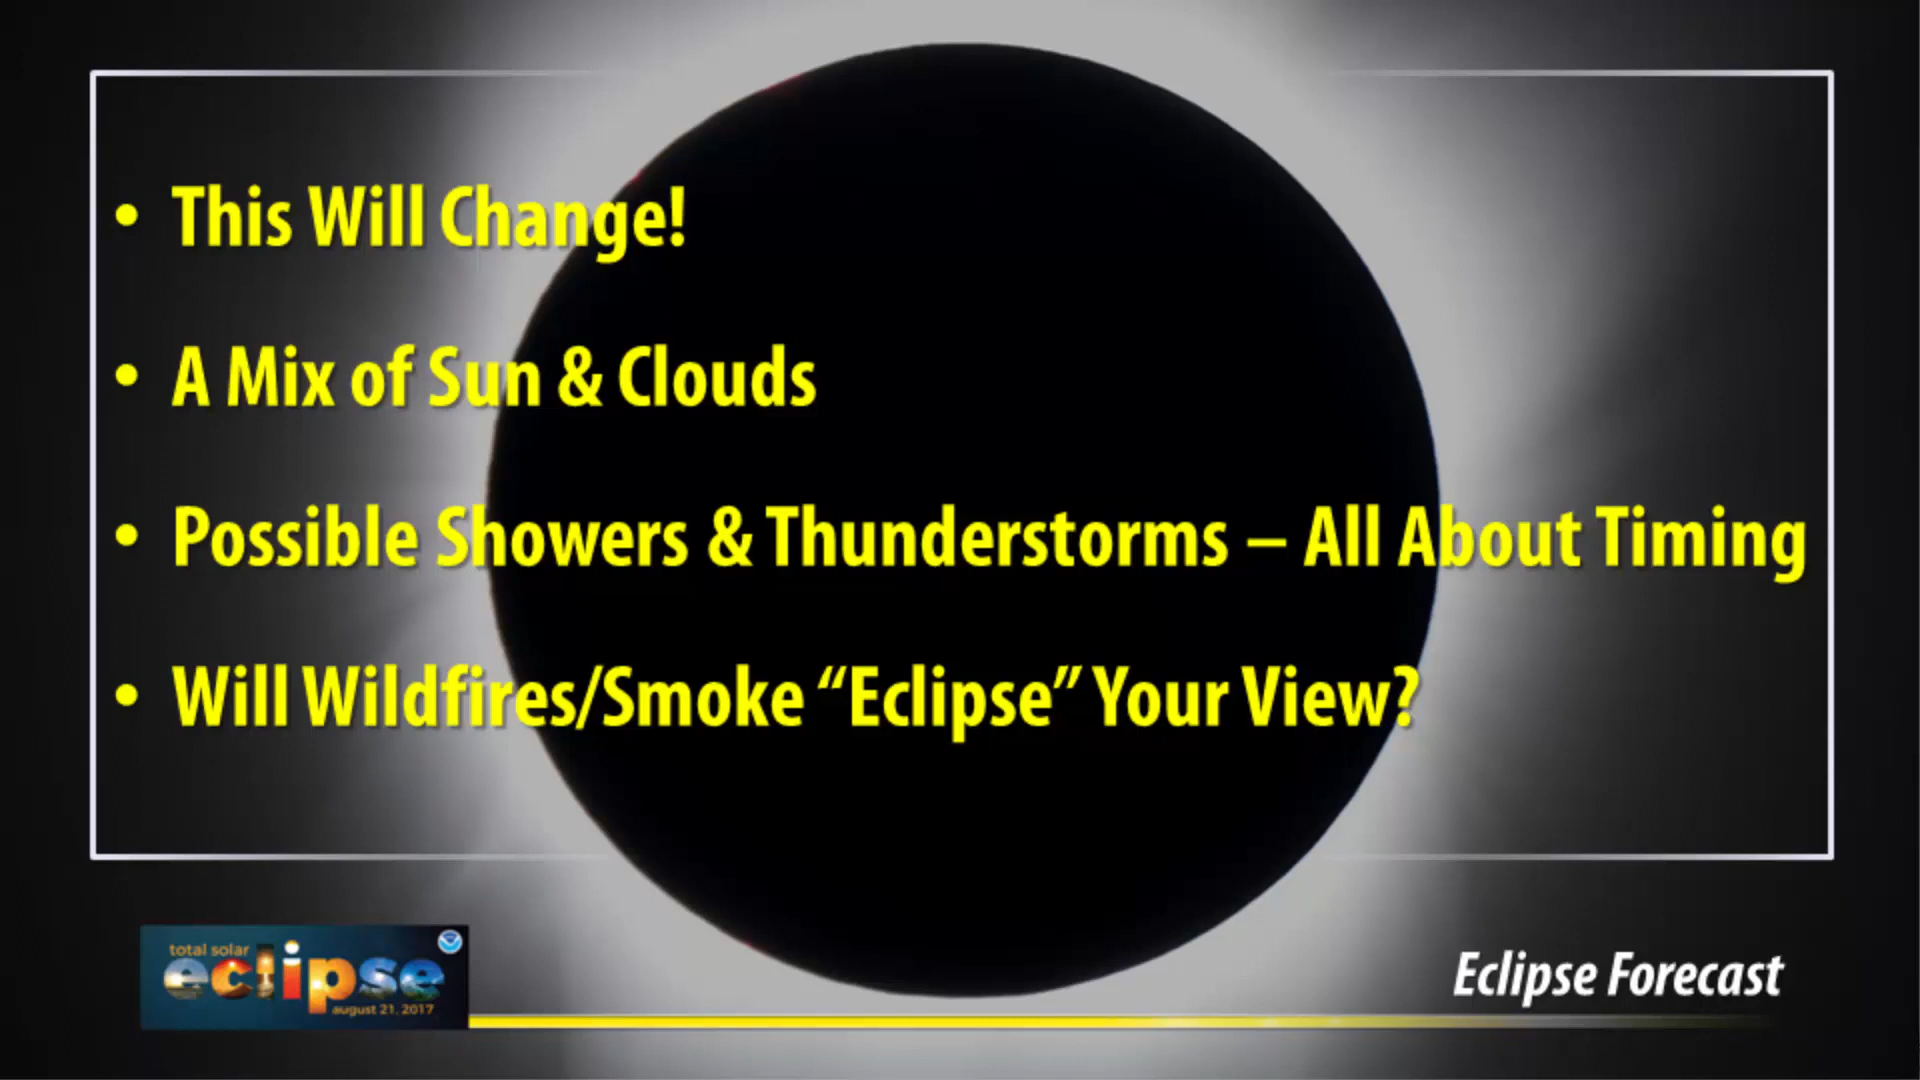 • This Will Change!
• A Mix of Sun & Clouds
• Possible Showers & Thunderstorms – All About Timing
• Will Wildfires/Smoke “Eclipse” Your View?
total solar
eclipse
august 21, 2017
Eclipse Forecast